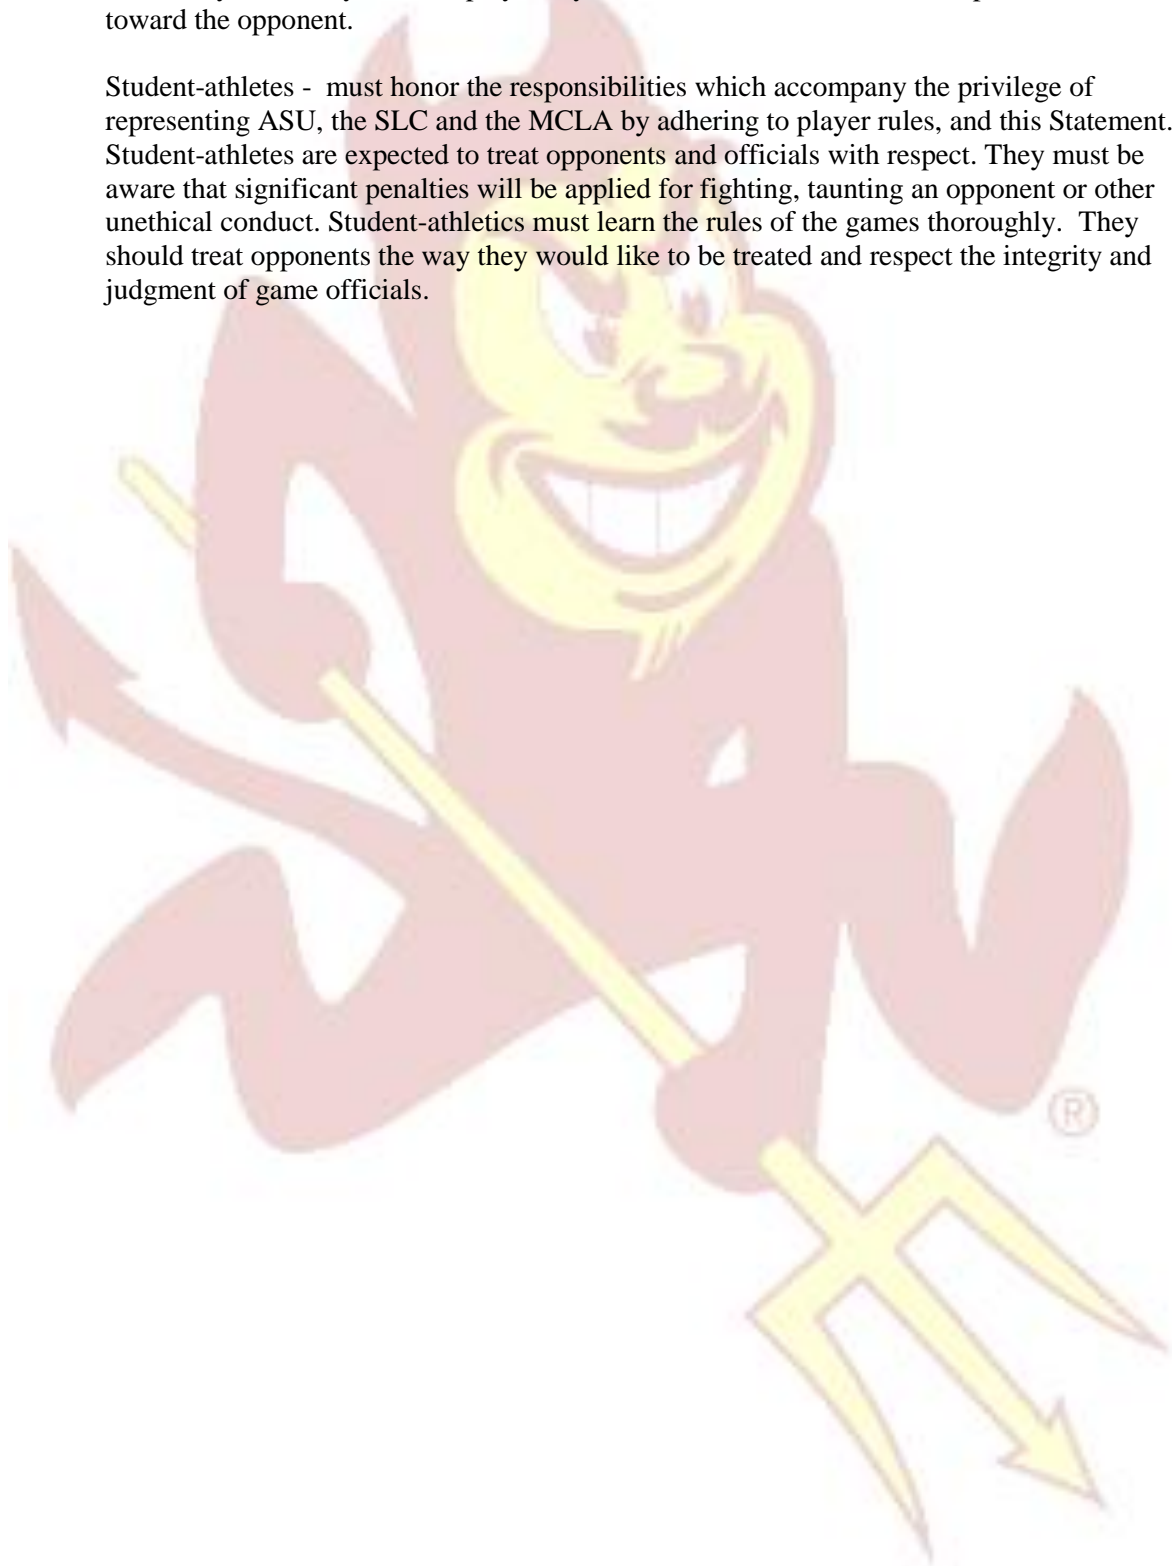 toward the opponent.
Student-athletes - must honor the responsibilities which accompany the privilege of
representing ASU, the SLC and the MCLA by adhering to player rules, and this Statement.
Student-athletes are expected to treat opponents and officials with respect. They must be
aware that significant penalties will be applied for fighting, taunting an opponent or other
unethical conduct. Student-athletics must learn the rules of the games thoroughly. They
should treat opponents the way they would like to be treated and respect the integrity and
judgment of game officials.
®